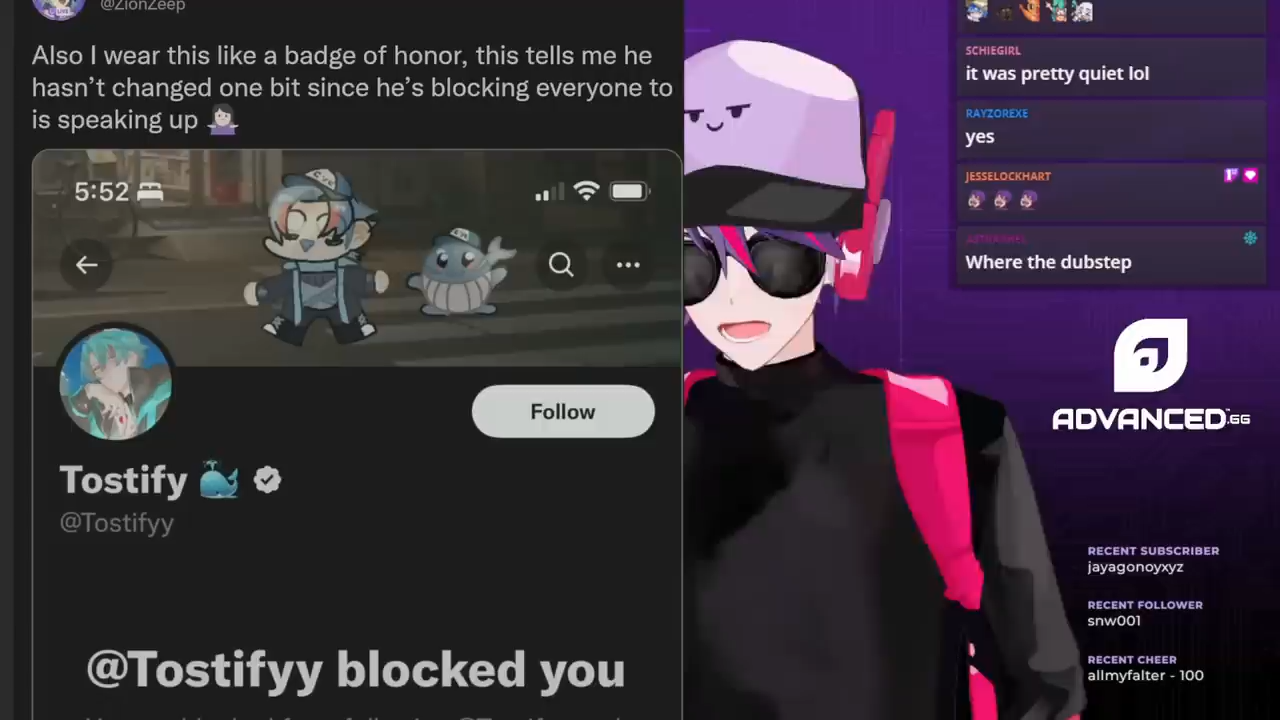 @ZionZeep
Also I wear this like a badge of honor, this tells me he
hasn’t changed one bit since he’s blocking everyone to
is speaking up
5:52
Follow
Tostify
@Tostifyy
@Tostifyy blocked you
SCHIEGIRL
it was pretty quiet lol
RAYZOREXE
yes
JESSELOCKHART
Where the dubstep
ADVANCED.GG
RECENT SUBSCRIBER
jayagonoyxyz
RECENT FOLLOWER
snw001
RECENT CHEER
allmyfalter - 100